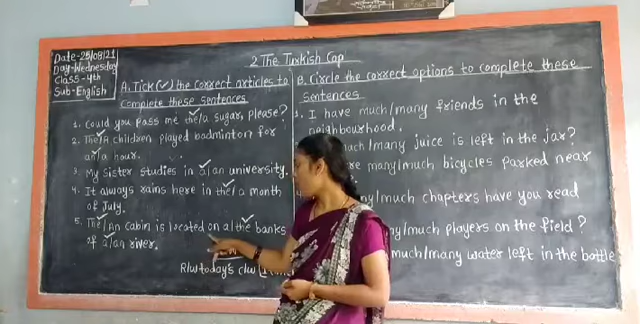 Date-25/08/21
Day-Wednesday
Class-4th
Sub-English
2 The Turkish Cap
A. Tick (✓) the correct articles to
complete these sentences
1. Could you pass me the/a sugar, please?
2. The/A children played badminton for
an/a hour.
3. My sister studies in a/an university.
4. It always rains here in the/a month
of July.
5. The/An cabin is located on a/the banks
of a/an river.
R/w today's c/w
B. Circle the correct options to complete these
sentences
1. I have much/many friends in the
neighbourhood.
much/many juice is left in the jar?
many/much bicycles parked near
much chapters have you read
much players on the field?
much/many water left in the bottle